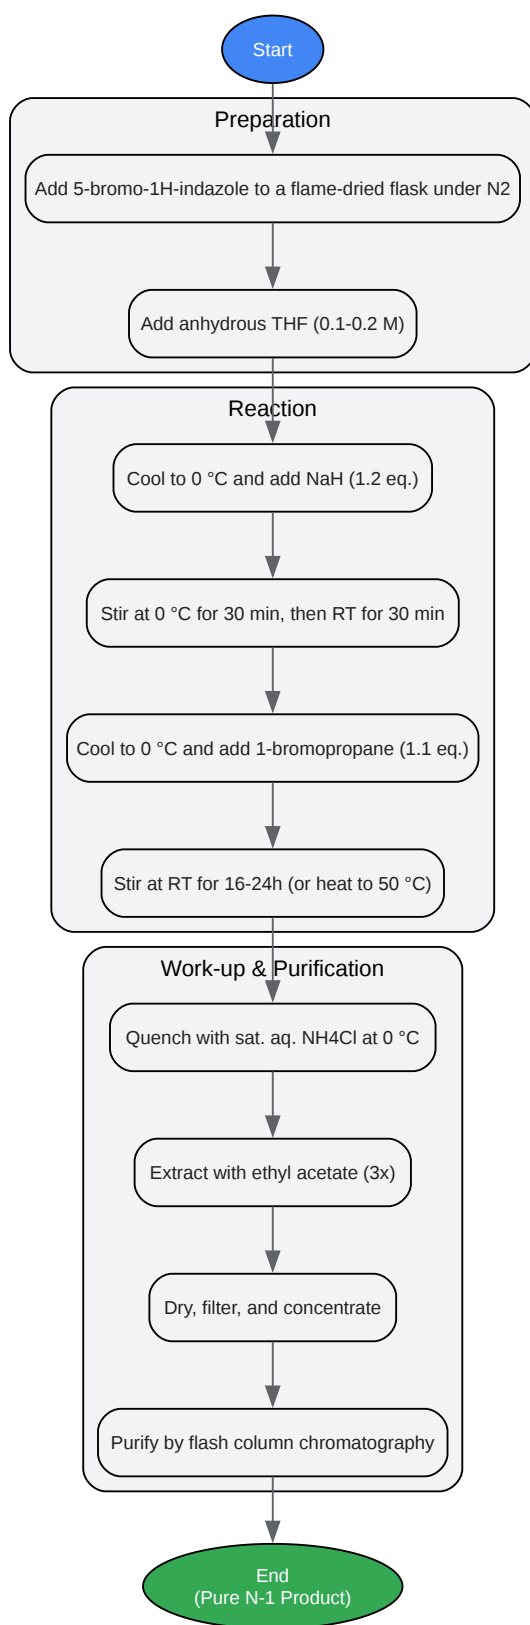 Start
Preparation
Add 5-bromo-1H-indazole to a flame-dried flask under N2
Add anhydrous THF (0.1-0.2 M)
Reaction
Cool to 0 °C and add NaH (1.2 eq.)
Stir at 0 °C for 30 min, then RT for 30 min
Cool to 0 °C and add 1-bromopropane (1.1 eq.)
Stir at RT for 16-24h (or heat to 50 °C)
Work-up & Purification
Quench with sat. aq. NH4Cl at 0 °C
Extract with ethyl acetate (3x)
Dry, filter, and concentrate
Purify by flash column chromatography
End
(Pure N-1 Product)